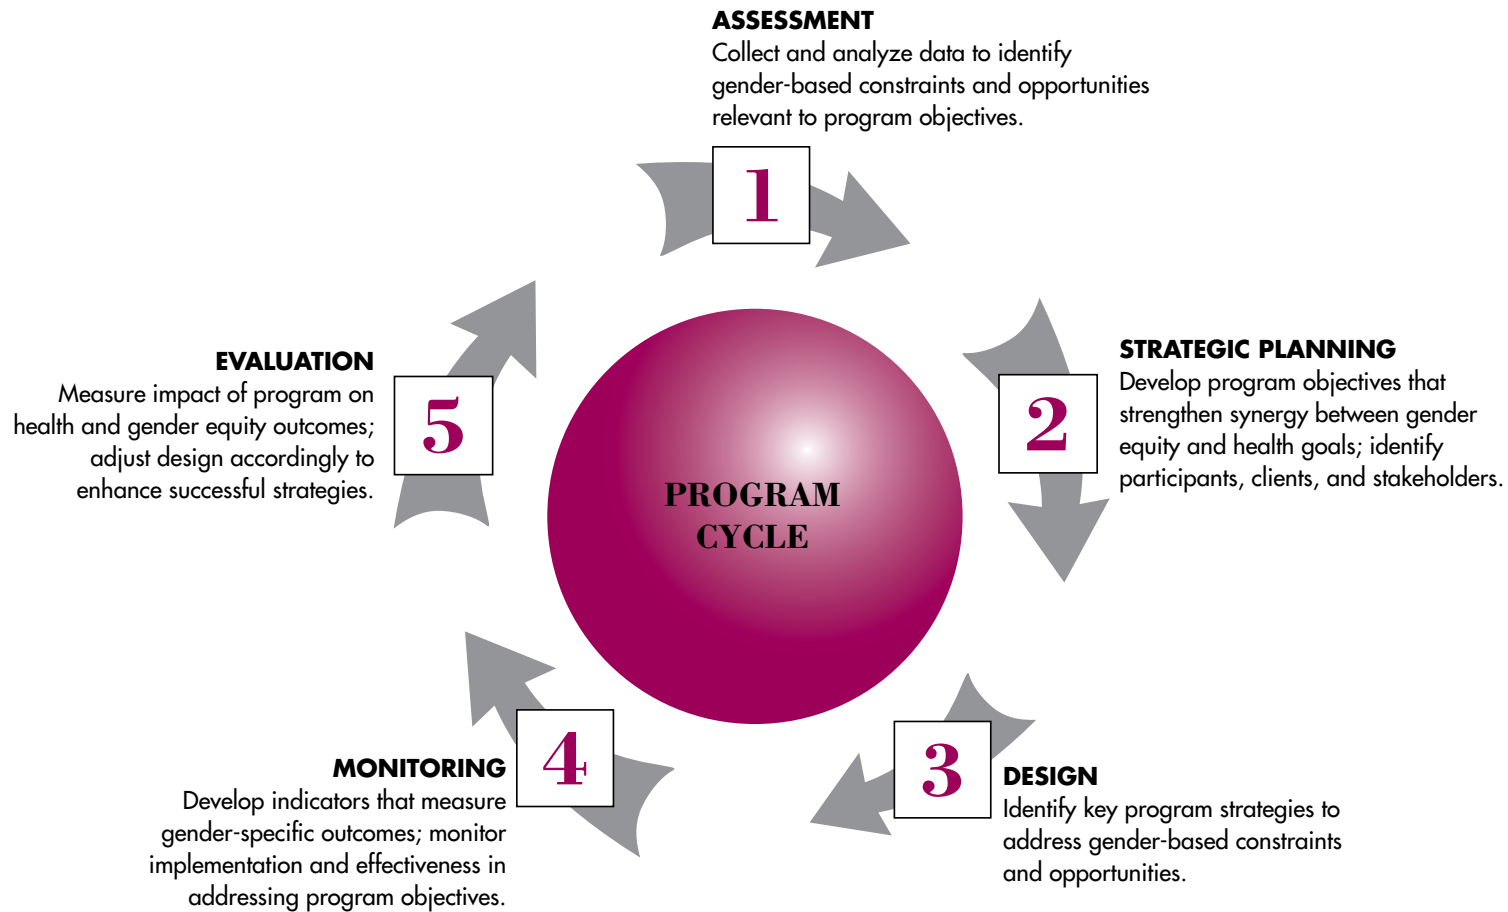 ASSESSMENT
Collect and analyze data to identify
gender-based constraints and opportunities
relevant to program objectives.
1
STRATEGIC PLANNING
Develop program objectives that
strengthen synergy between gender
equity and health goals; identify
participants, clients, and stakeholders.
2
DESIGN
Identify key program strategies to
address gender-based constraints
and opportunities.
3
MONITORING
Develop indicators that measure
gender-specific outcomes; monitor
implementation and effectiveness in
addressing program objectives.
4
EVALUATION
Measure impact of program on
health and gender equity outcomes;
adjust design accordingly to
enhance successful strategies.
5
PROGRAM
CYCLE